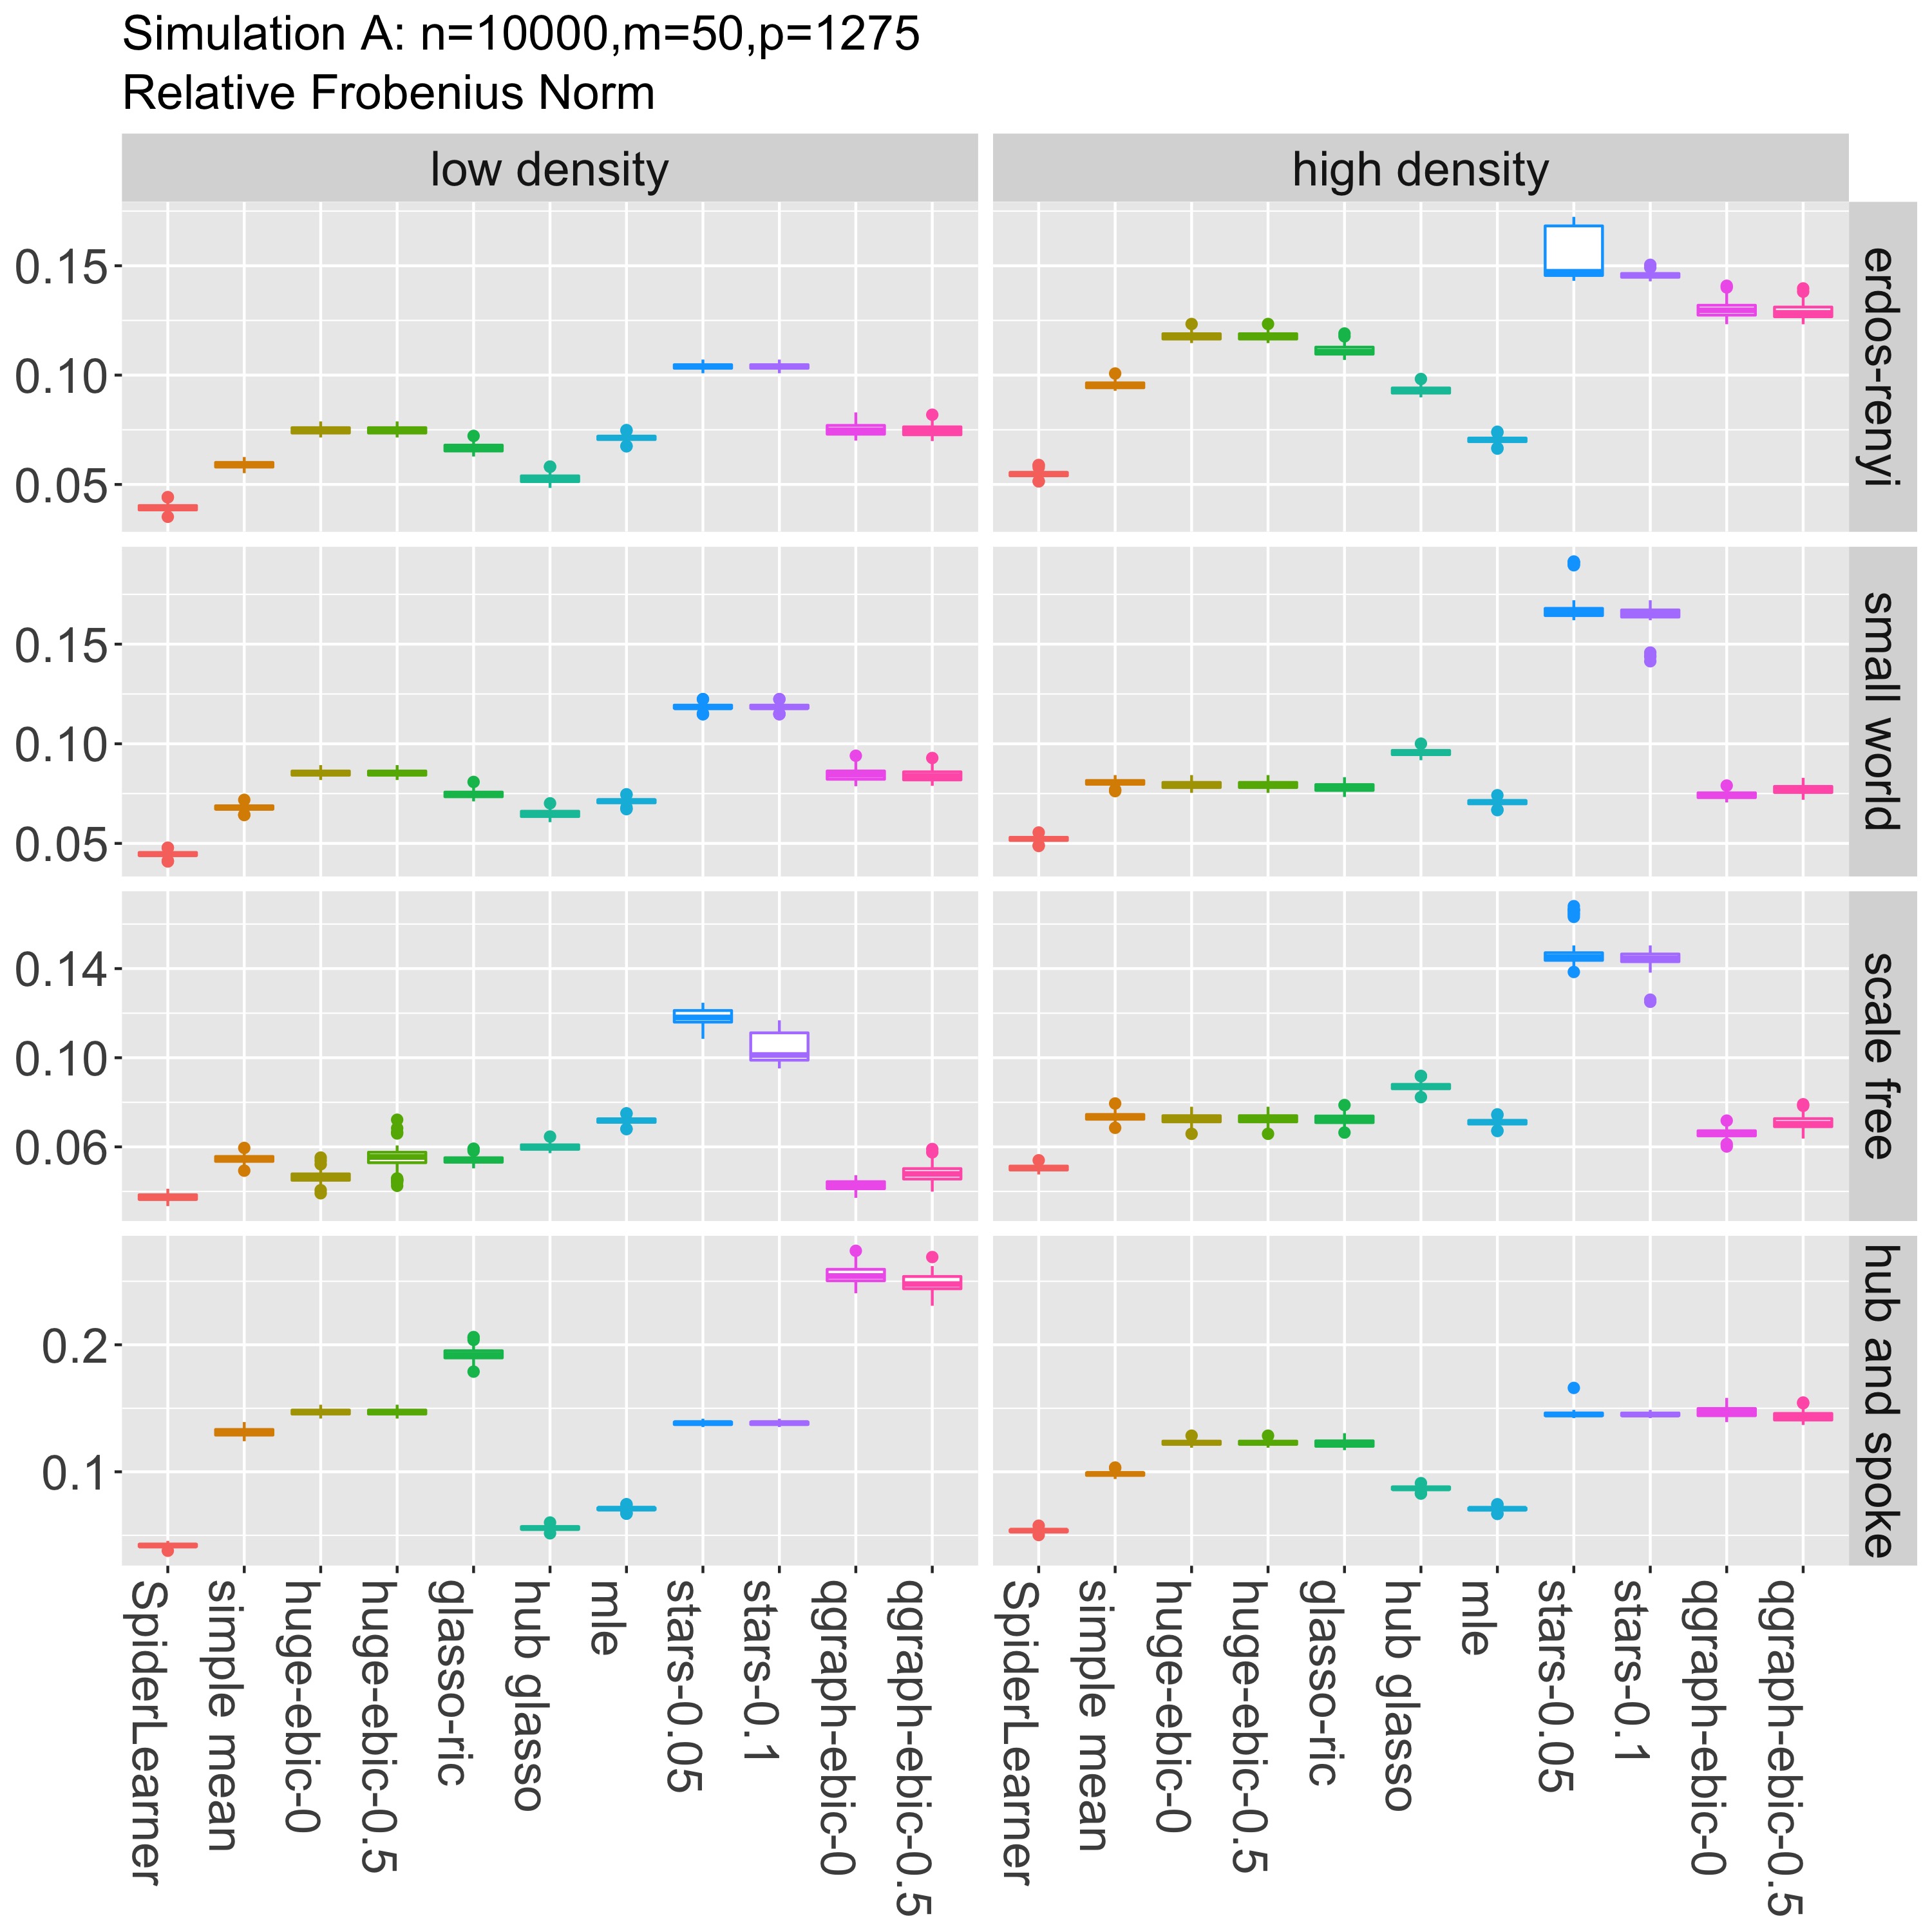 Simulation A: n=10000,m=50,p=1275
Relative Frobenius Norm
low density
high density
0.15
0.10
0.05
erdos-renyi
0.15
0.10
0.05
small world
0.14
0.10
0.06
scale free
0.2
0.1
hub and spoke
SpiderLearner
simple mean
huge-ebic-0
huge-ebic-0.5
glasso-ric
hub glasso
mle
stars-0.05
stars-0.1
qgraph-ebic-0
qgraph-ebic-0.5
SpiderLearner
simple mean
huge-ebic-0
huge-ebic-0.5
glasso-ric
hub glasso
mle
stars-0.05
stars-0.1
qgraph-ebic-0
qgraph-ebic-0.5